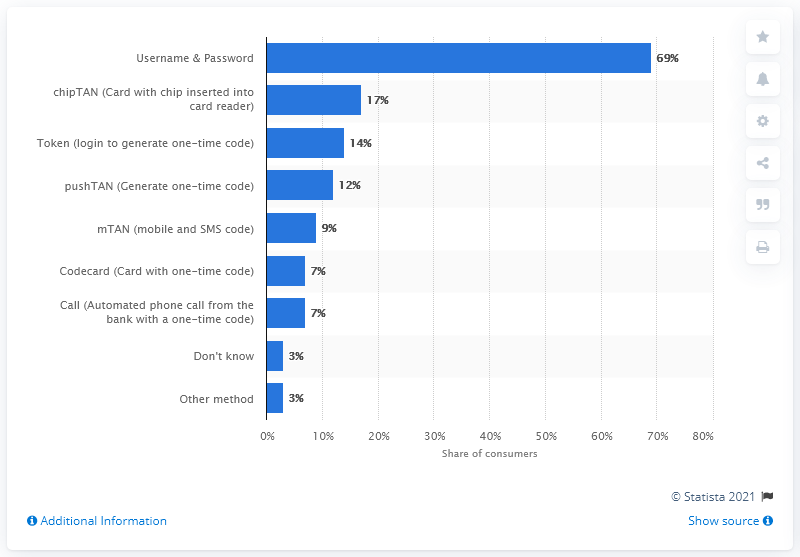 Username & Password
69%
chipTAN (Card with chip inserted into
card reader)
17%
Token (login to generate one-time code)
14%
pushTAN (Generate one-time code)
12%
mTAN (mobile and SMS code)
9%
Codecard (Card with one-time code)
7%
Call (Automated phone call from the
bank with a one-time code)
7%
Don't know
3%
Other method
3%
0% 10% 20% 30% 40% 50% 60% 70% 80%
Share of consumers
© Statista 2021
Additional Information
Show source